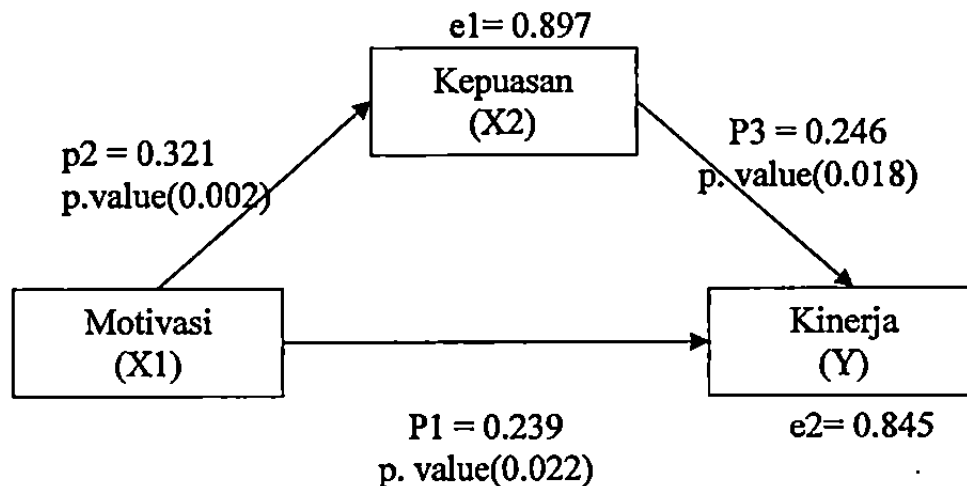 e1= 0.897
Kepuasan
(X2)
p2 = 0.321
p.value(0.002)
P3 = 0.246
p. value(0.018)
Motivasi
(X1)
Kinerja
(Y)
P1 = 0.239
p. value(0.022)
e2= 0.845